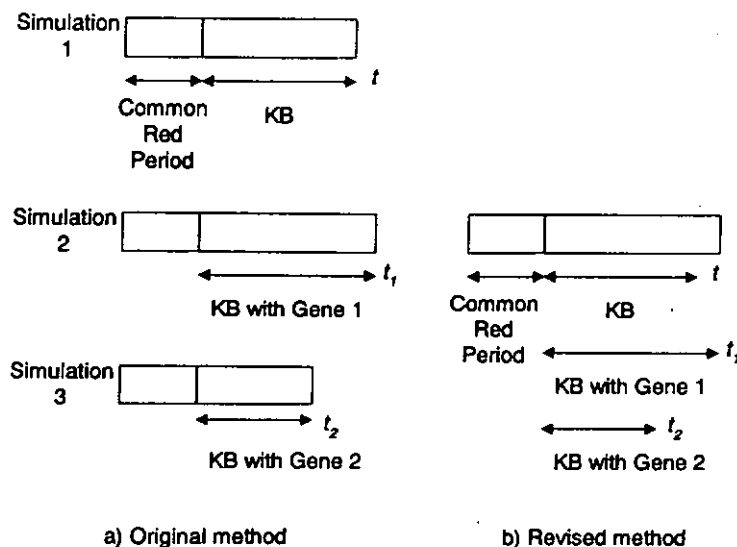 Simulation
1
t
Common
Red
Period
KB
Simulation
2
t1
KB with Gene 1
Simulation
3
t2
KB with Gene 2
a) Original method
t
Common
Red
Period
KB
t1
KB with Gene 1
t2
KB with Gene 2
b) Revised method